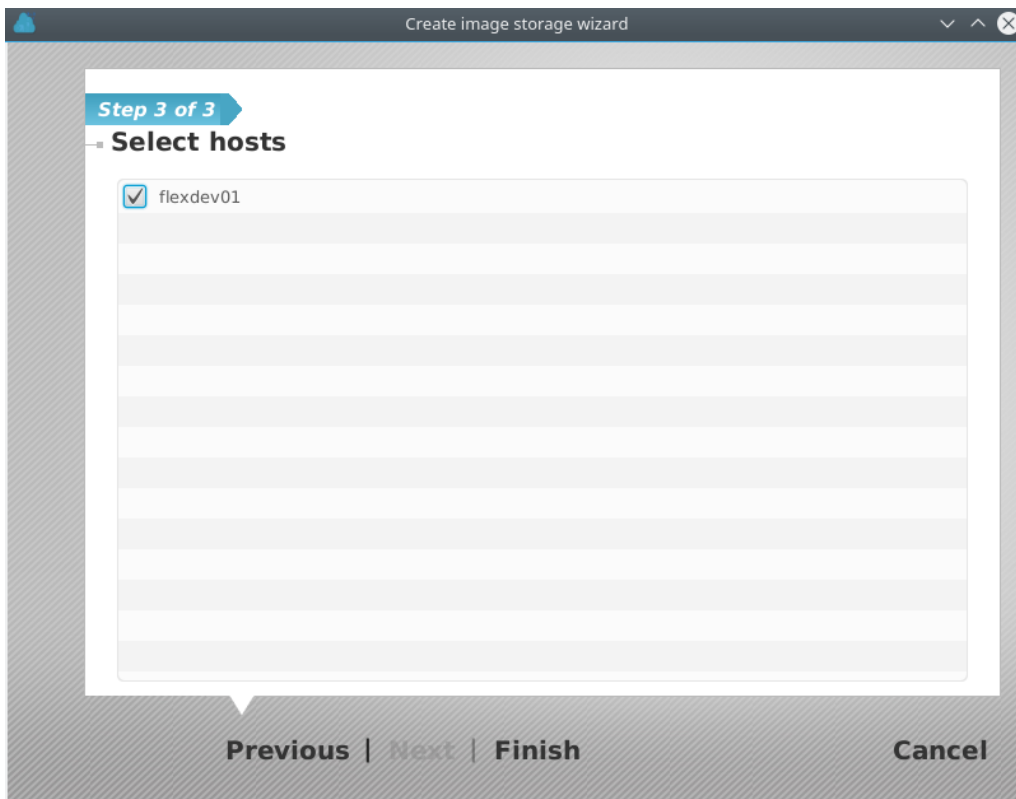 Create image storage wizard
Step 3 of 3
Select hosts
flexdev01
Previous | Next | Finish
Cancel